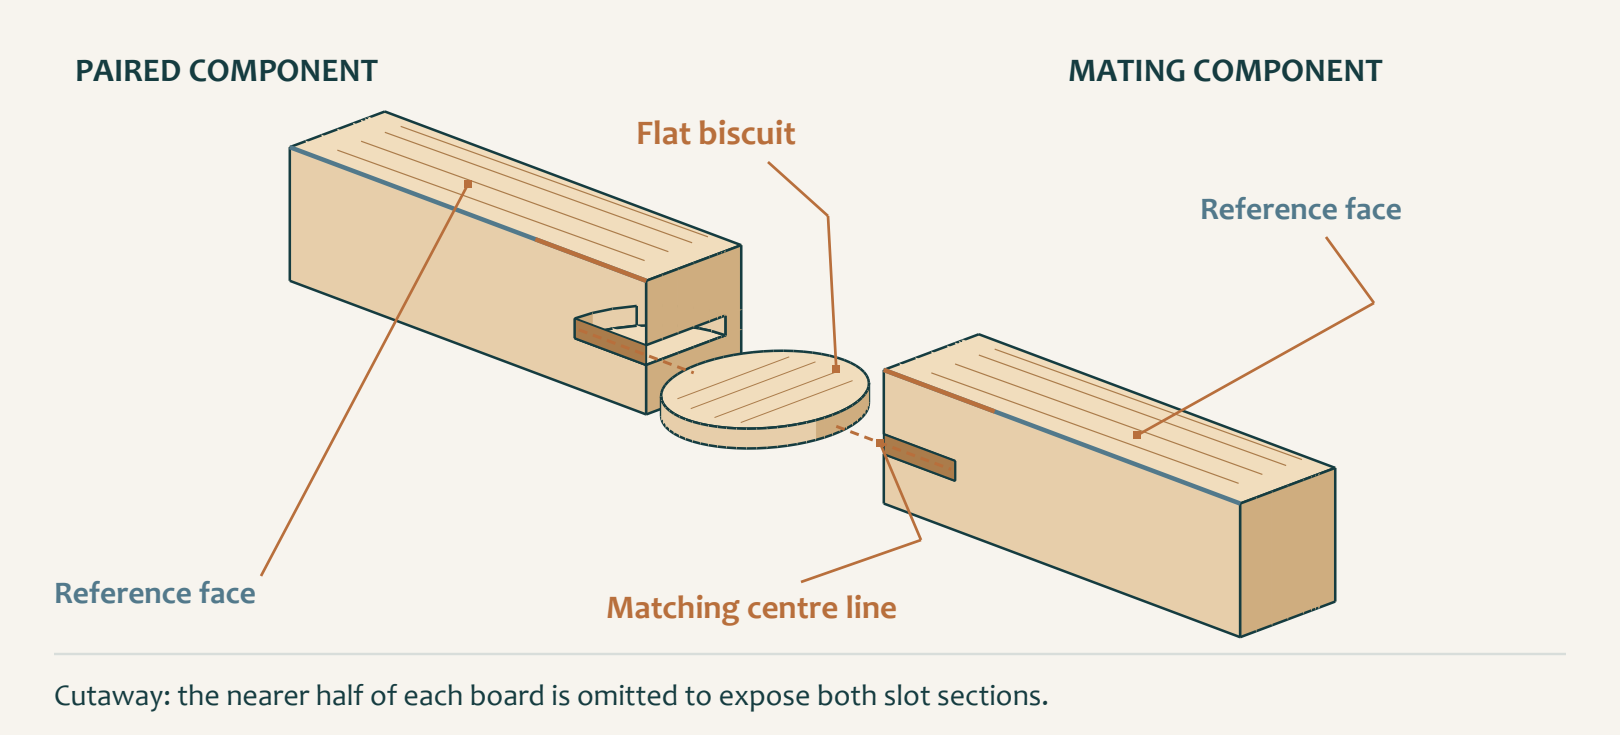 PAIRED COMPONENT
MATING COMPONENT
Flat biscuit
Reference face
Reference face
Matching centre line
Cutaway: the nearer half of each board is omitted to expose both slot sections.